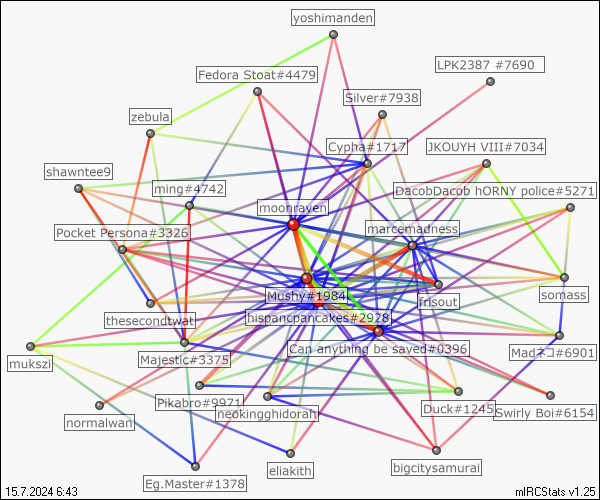 yoshimanden
LPK2387 #7690
Fedora Stoat#4479
Silver#7938
zebula
Cypha#1717
JKOUYH VIII#7034
shawntee9
ming#4742
DacobDacob hORNY police#5271
moonraven
marcemadness
Pocket Persona#3326
Mushy#1984
frisout
somass
hispancpancakes#2928
thesecondtwat
Can anything be saved#0396
Madネコ#6901
mukszi
Majestic#3375
Pikabro#9971
neokingghidorah
Duck#1245
Swirly Boi#6154
normalwan
eliakith
bigcitysamurai
Eg.Master#1378
15.7.2024 6:43
mIRCStats v1.25